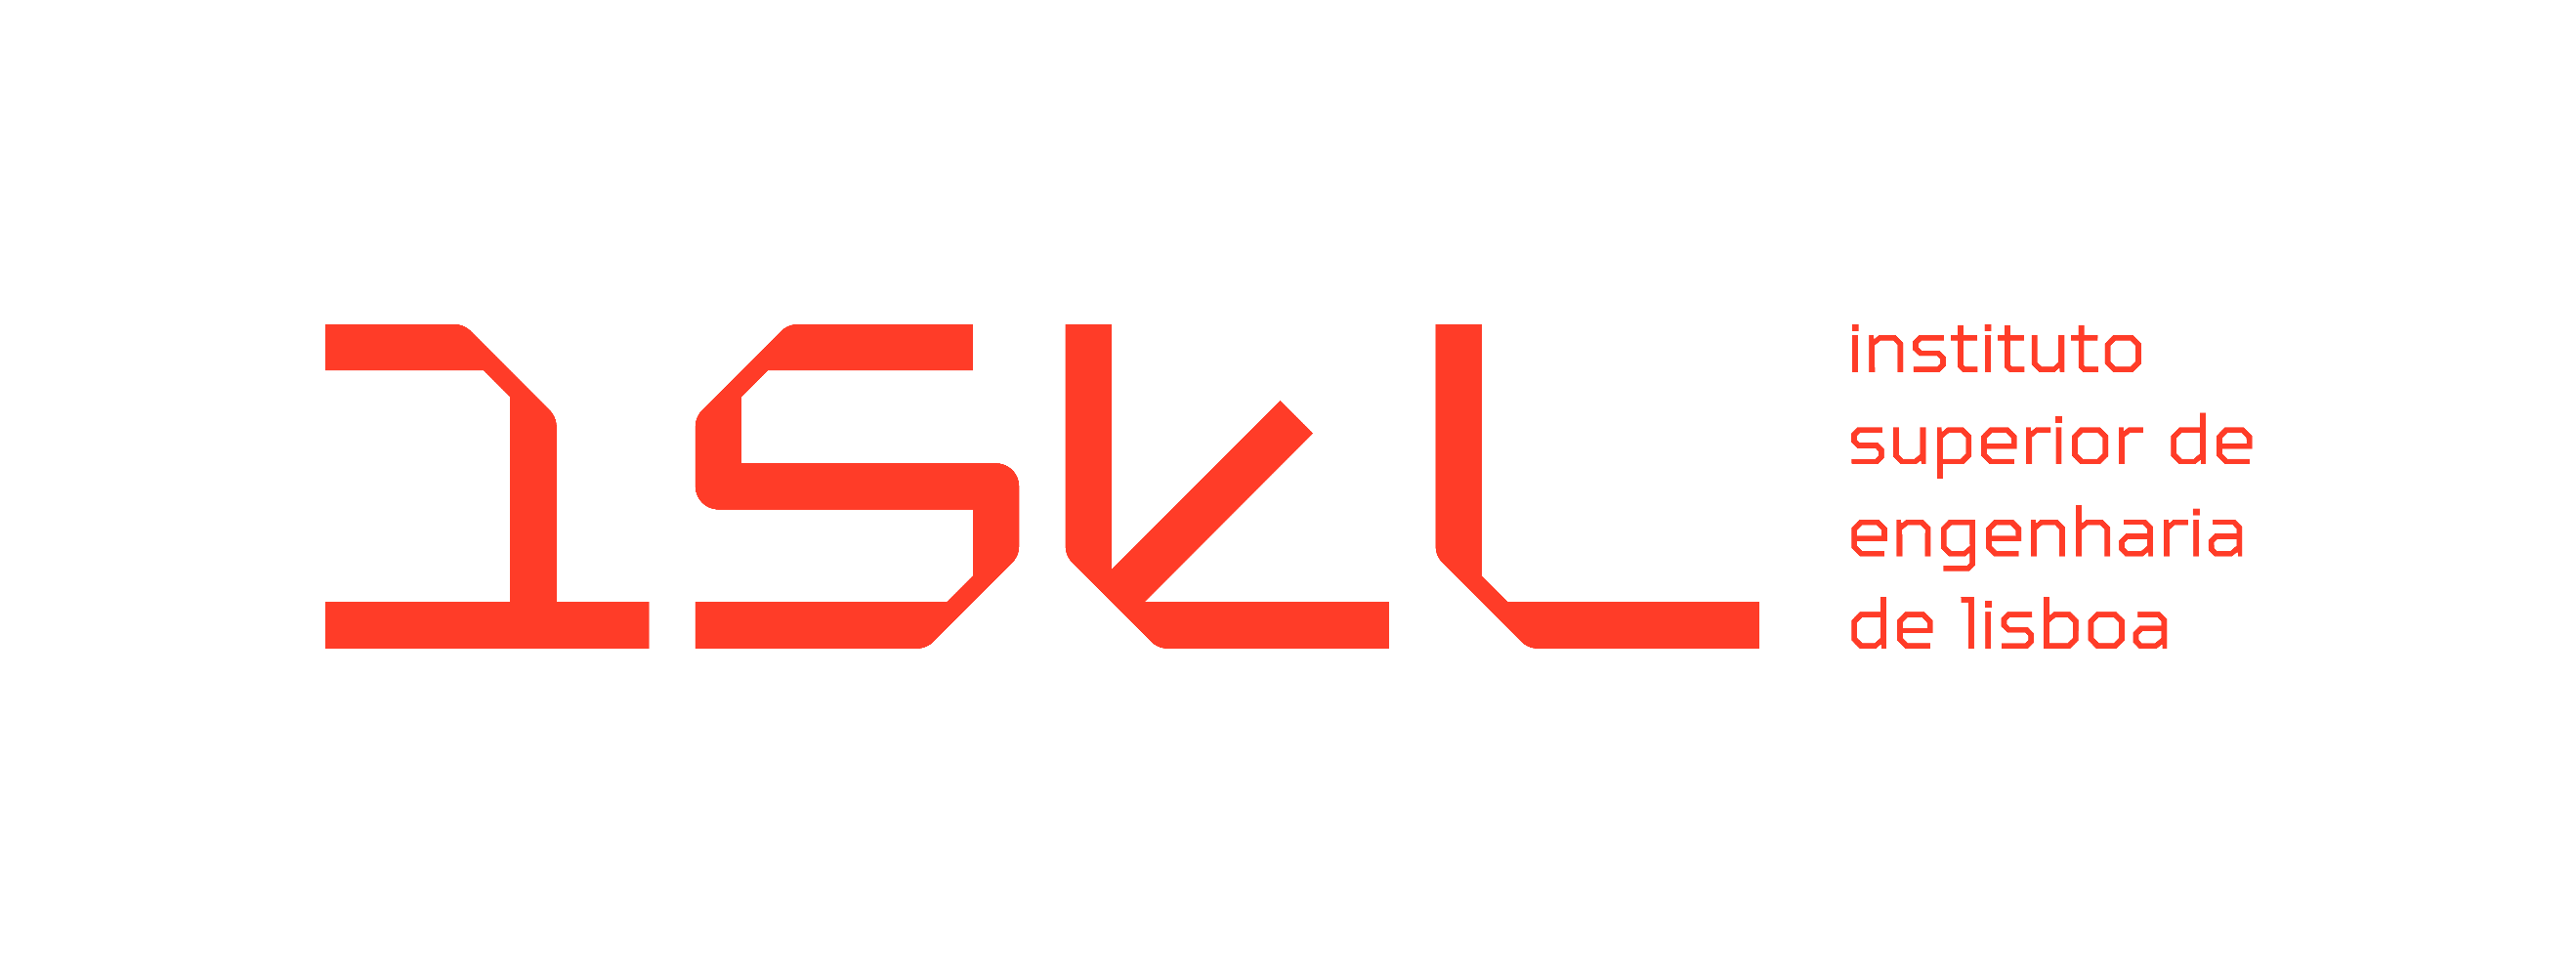 isel
instituto
superior de
engenharia
de lisboa